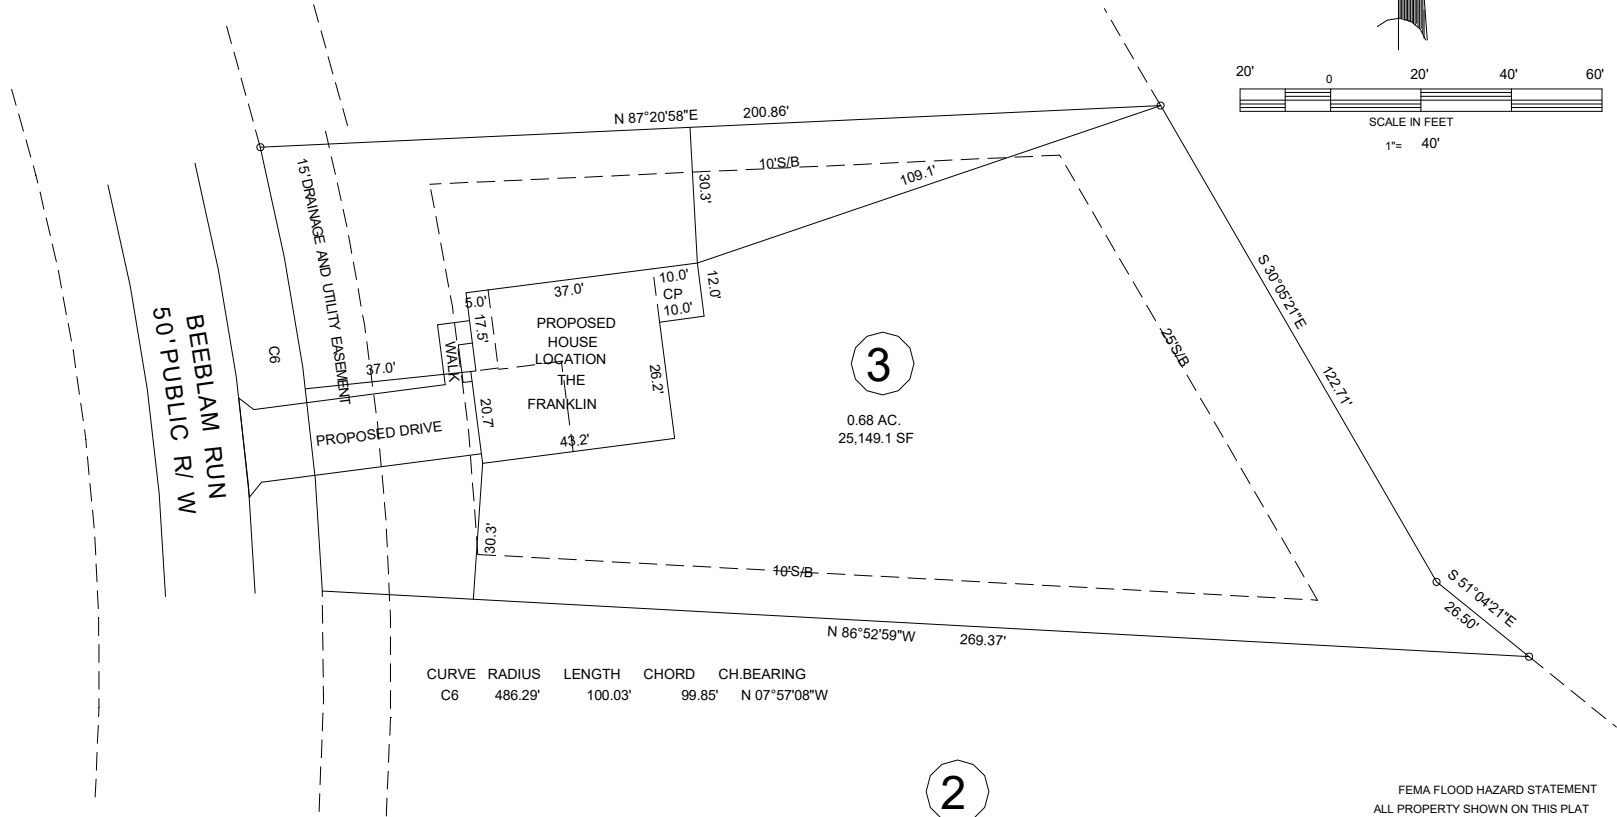 20' 0 20' 40' 60'
SCALE IN FEET
1"= 40'
N 87°20'58"E 200.86'
10'S/B
109.1'
30.3'
15' DRAINAGE AND UTILITY EASEMENT
S 30°05'21"E
122.71'
25'S/B
10.0'
CP
10.0'
12.0'
37.0'
5.0'
17.5'
PROPOSED
HOUSE
LOCATION
THE
FRANKLIN
WALK
37.0'
26.2'
20.7'
43.2'
PROPOSED DRIVE
C6
BEEBLAM RUN
50' PUBLIC R/ W
3
0.68 AC.
25,149.1 SF
30.3'
10'S/B
S 51°04'21"E
26.50'
N 86°52'59"W 269.37'
CURVE RADIUS LENGTH CHORD CH.BEARING
C6 486.29' 100.03' 99.85' N 07°57'08"W
2
FEMA FLOOD HAZARD STATEMENT
ALL PROPERTY SHOWN ON THIS PLAT